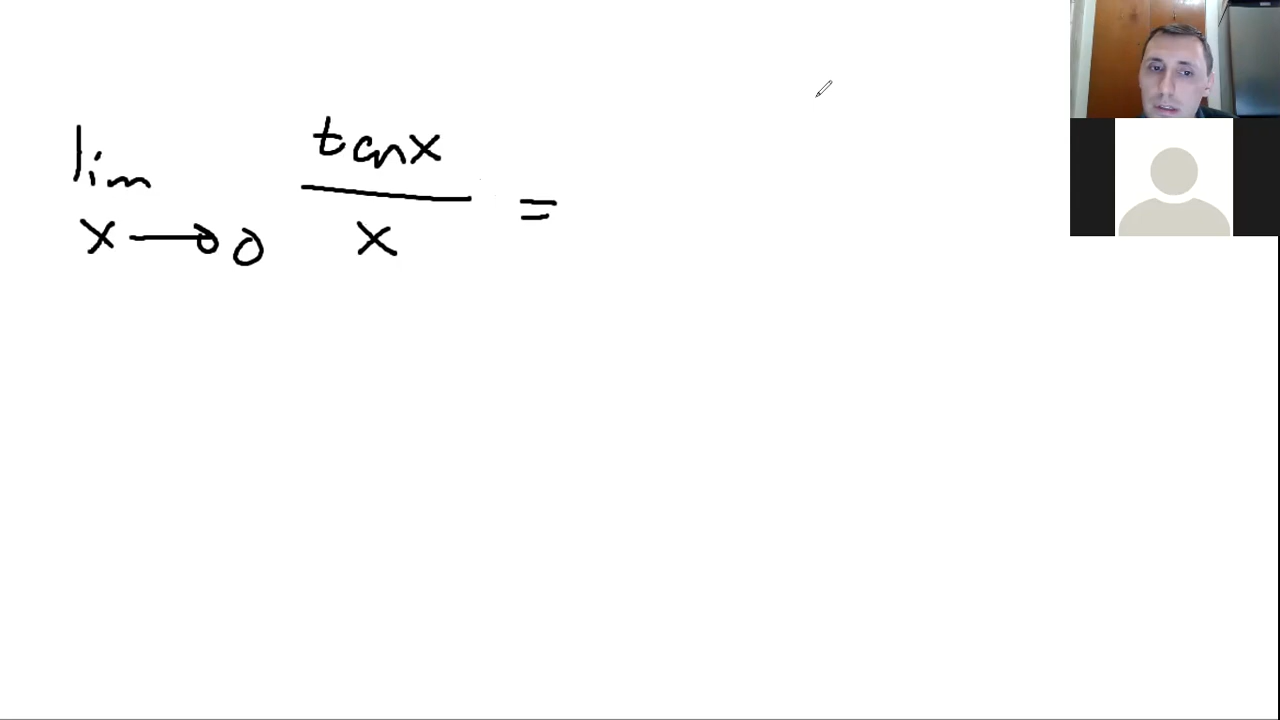 lim tanx
x→0 x =